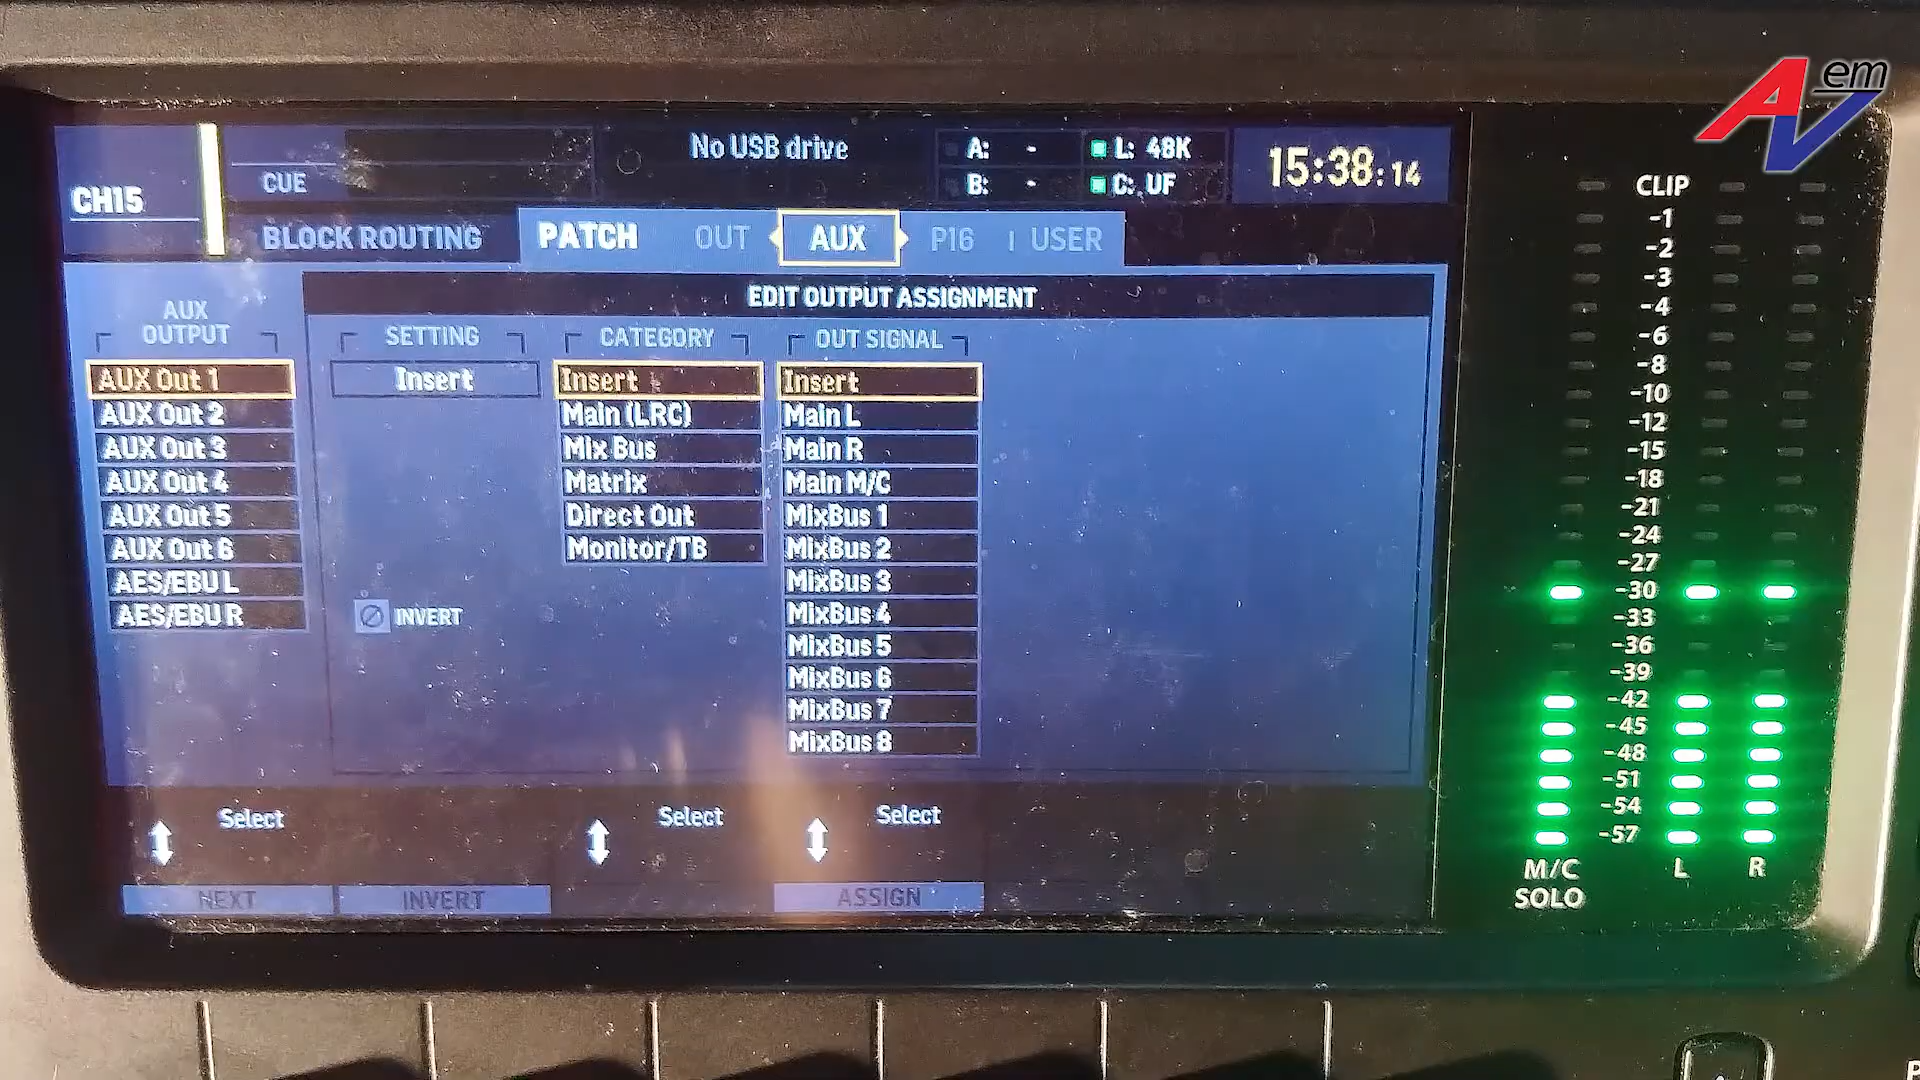 AV em
CH15
CUE
No USB drive
A: -
B: -
L: 48K
C: UF
15:38:14
BLOCK ROUTING
PATCH
OUT
AUX
P16
USER
EDIT OUTPUT ASSIGNMENT
AUX
OUTPUT
AUX Out 1
AUX Out 2
AUX Out 3
AUX Out 4
AUX Out 5
AUX Out 6
AES/EBU L
AES/EBU R
SETTING
Insert
INVERT
CATEGORY
Insert
Main (LRC)
Mix Bus
Matrix
Direct Out
Monitor/TB
OUT SIGNAL
Insert
Main L
Main R
Main M/C
MixBus 1
MixBus 2
MixBus 3
MixBus 4
MixBus 5
MixBus 6
MixBus 7
MixBus 8
Select
Select
Select
NEXT
INVERT
ASSIGN
CLIP
-1
-2
-3
-4
-6
-8
-10
-12
-15
-18
-21
-24
-27
-30
-33
-36
-39
-42
-45
-48
-51
-54
-57
M/C
SOLO
L
R